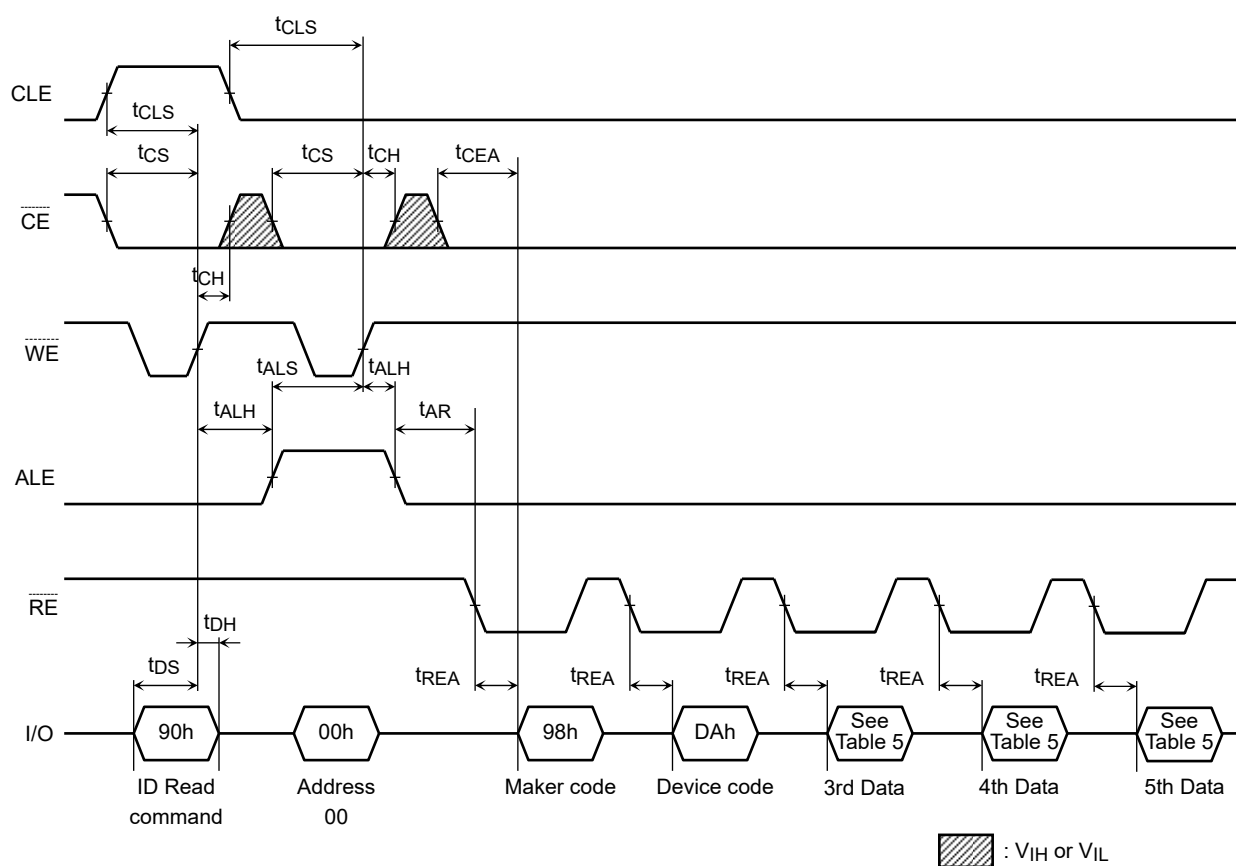 tCLS
CLE
tCLS
tCS
tCS
tCH
tCEA
CE
tCH
WE
tALS
tALH
tALH
tAR
ALE
RE
tDH
tDS
tREA
tREA
tREA
tREA
tREA
I/O
90h
00h
98h
DAh
See
Table 5
See
Table 5
See
Table 5
ID Read
command
Address
00
Maker code
Device code
3rd Data
4th Data
5th Data
: VIH or VIL